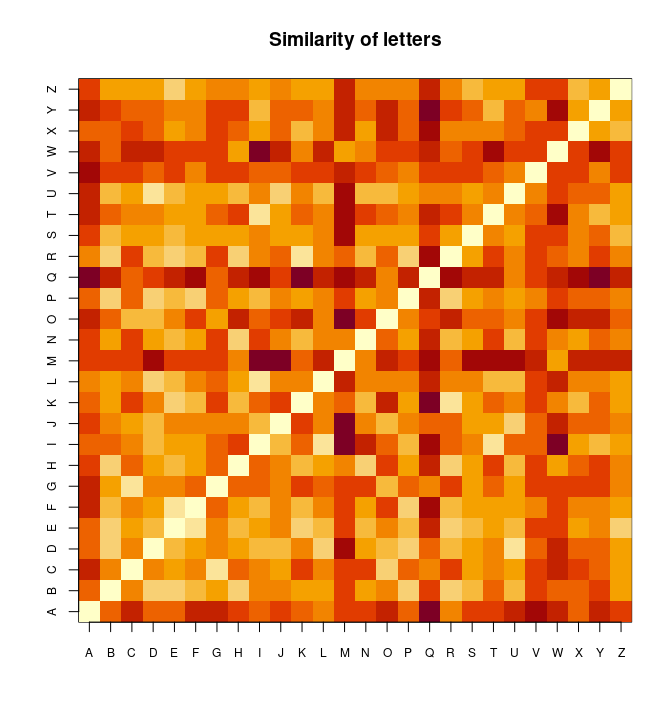 Similarity of letters
Z
Y
X
W
V
U
T
S
R
Q
P
O
N
M
L
K
J
I
H
G
F
E
D
C
B
A
A B C D E F G H I J K L M N O P Q R S T U V W X Y Z